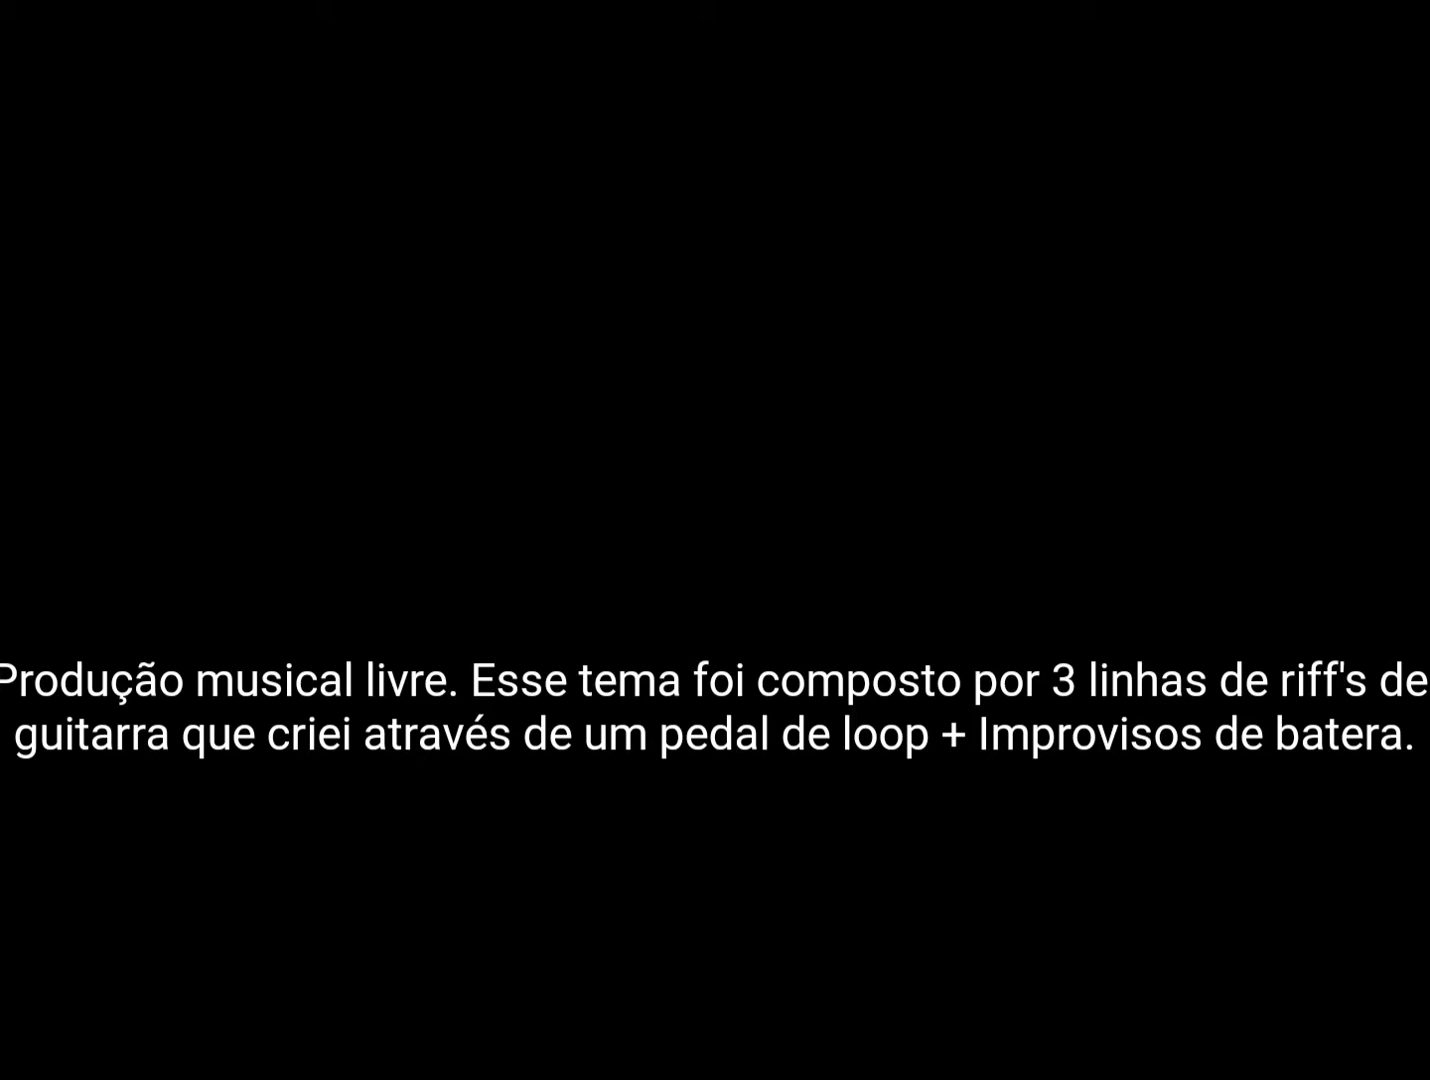 Produção musical livre. Esse tema foi composto por 3 linhas de riff's de
guitarra que criei através de um pedal de loop + Improvisos de batera.